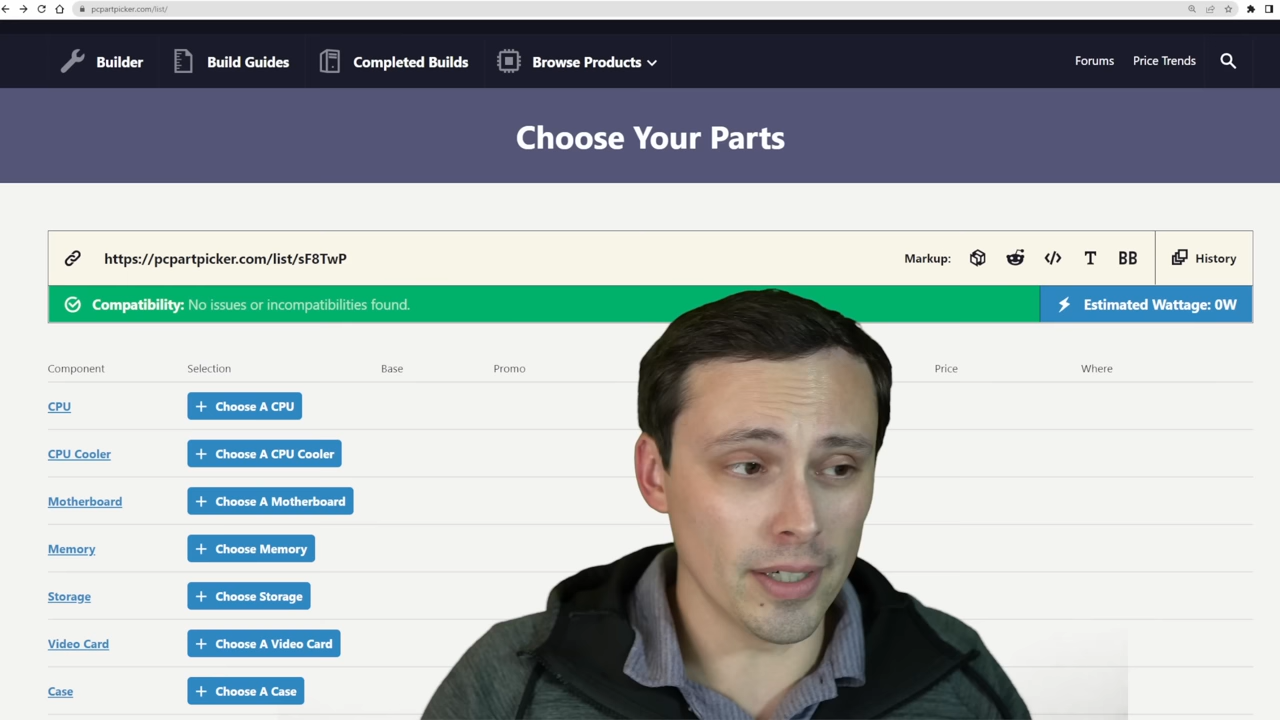 pcpartpicker.com/list/
Builder
Build Guides
Completed Builds
Browse Products
Forums
Price Trends
Choose Your Parts
https://pcpartpicker.com/list/sF8TwP
Markup:
T
BB
History
Compatibility: No issues or incompatibilities found.
Estimated Wattage: 0W
Component
Selection
Base
Promo
Price
Where
CPU
+ Choose A CPU
CPU Cooler
+ Choose A CPU Cooler
Motherboard
+ Choose A Motherboard
Memory
+ Choose Memory
Storage
+ Choose Storage
Video Card
+ Choose A Video Card
Case
+ Choose A Case